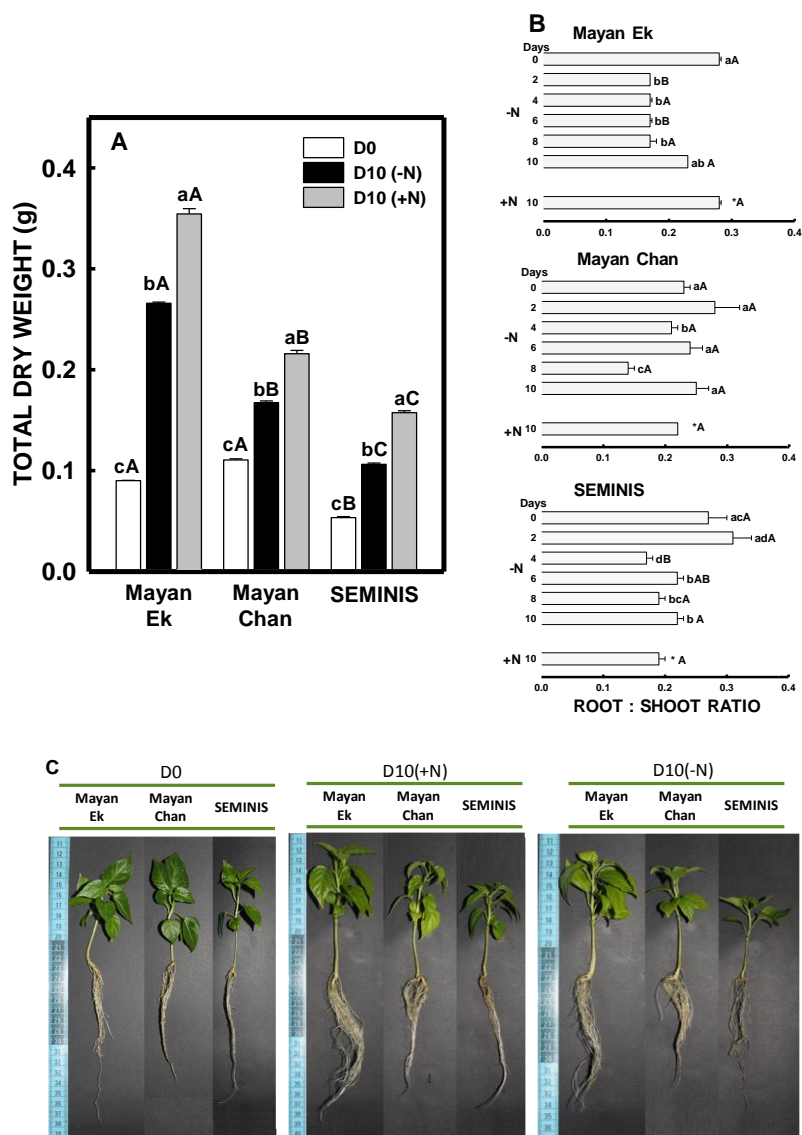 A
D0
D10 (-N)
D10 (+N)
TOTAL DRY WEIGHT (g)
0.4
0.3
0.2
0.1
0.0
cA
bA
aA
cA
bB
aB
cB
bC
aC
Mayan
Ek
Mayan
Chan
SEMINIS
B
Mayan Ek
Days
0
aA
2
bB
4
bA
-N
6
bB
8
bA
10
ab A
+N 10
*A
0.0 0.1 0.2 0.3 0.4
Mayan Chan
Days
0
aA
2
aA
4
bA
-N
6
aA
8
cA
10
aA
+N 10
*A
0.0 0.1 0.2 0.3 0.4
SEMINIS
Days
0
acA
2
adA
4
dB
-N
6
bAB
8
bcA
10
b A
+N 10
* A
0.0 0.1 0.2 0.3 0.4
ROOT : SHOOT RATIO
C
D0
Mayan
Ek
Mayan
Chan
SEMINIS
D10(+N)
Mayan
Ek
Mayan
Chan
SEMINIS
D10(-N)
Mayan
Ek
Mayan
Chan
SEMINIS